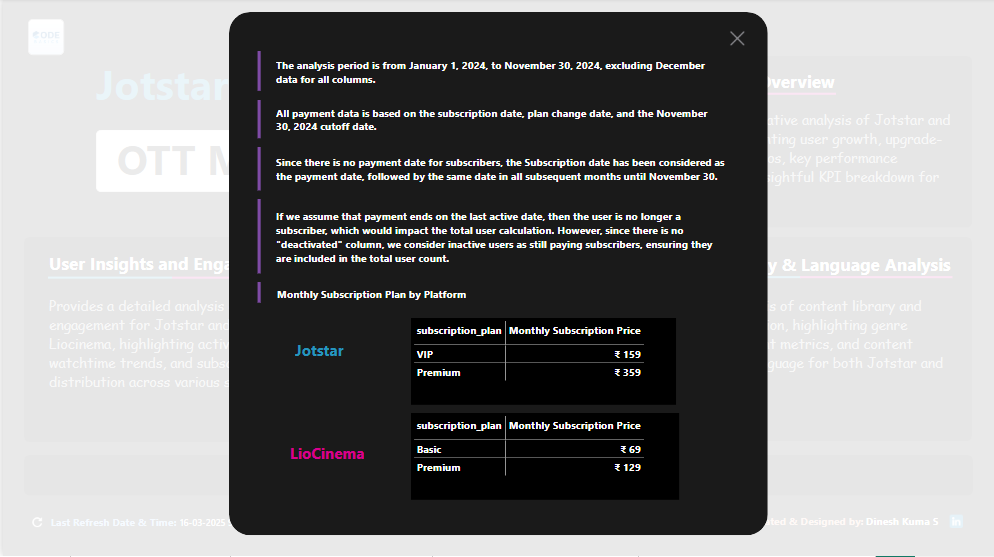 CODE
Jotstar
OTT M
Overview
ative analysis of Jotstar and
ting user growth, upgrade-
os, key performance
sightful KPI breakdown for
The analysis period is from January 1, 2024, to November 30, 2024, excluding December
data for all columns.
All payment data is based on the subscription date, plan change date, and the November
30, 2024 cutoff date.
Since there is no payment date for subscribers, the Subscription date has been considered as
the payment date, followed by the same date in all subsequent months until November 30.
If we assume that payment ends on the last active date, then the user is no longer a
subscriber, which would impact the total user calculation. However, since there is no
"deactivated" column, we consider inactive users as still paying subscribers, ensuring they
are included in the total user count.
Monthly Subscription Plan by Platform
Jotstar
subscription_plan Monthly Subscription Price
VIP ₹ 159
Premium ₹ 359
LioCinema
subscription_plan Monthly Subscription Price
Basic ₹ 69
Premium ₹ 129
User Insights and Enga
Provides a detailed analysis
engagement for Jotstar and
Liocinema, highlighting activ
watchtime trends, and subs
distribution across various s
y & Language Analysis
s of content library and
on, highlighting genre
t metrics, and content
guage for both Jotstar and
Last Refresh Date & Time: 16-03-2025
ted & Designed by: Dinesh Kuma S
in